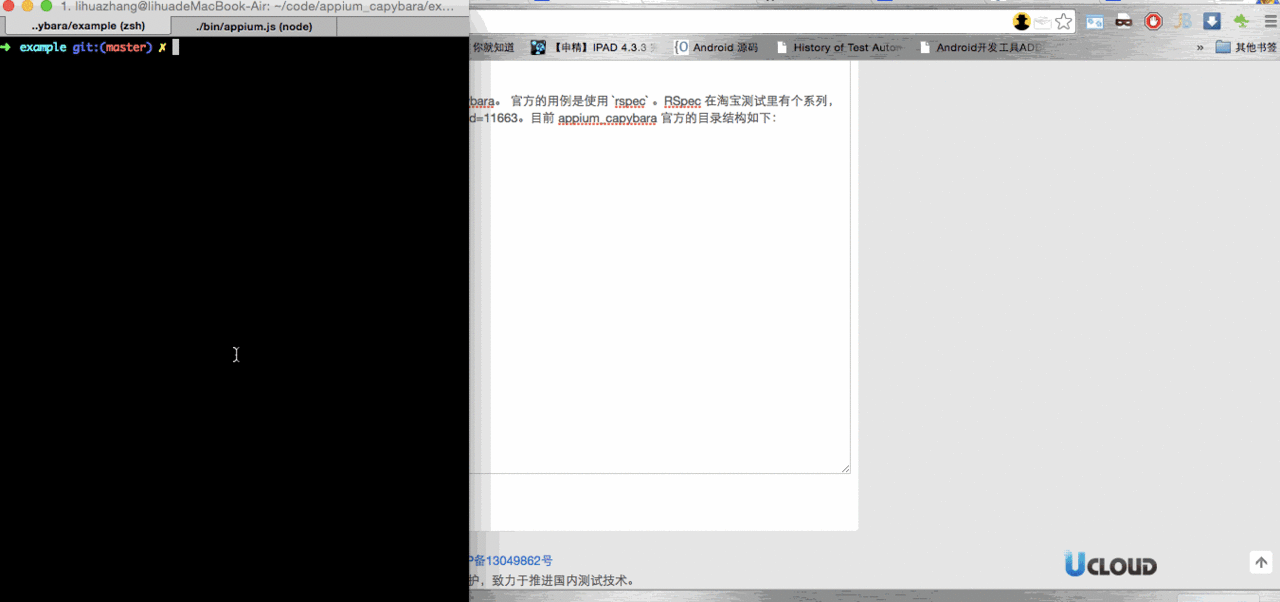 1. lihuazhang@lihuadeMacBook-Air: ~/code/appium_capybara/ex...
..ybara/example (zsh)
./bin/appium.js (node)
➜ example git:(master) ✗
你就知道
【申精】IPAD 4.3.3
Android 源码
History of Test Auton
Android开发工具AD
»
其他书签
bara。 官方的用例是使用 `rspec` 。RSpec 在淘宝测试里有个系列,
d=11663。目前 appium_capybara 官方的目录结构如下：
P备13049862号
护，致力于推进国内测试技术。
UCLOUD